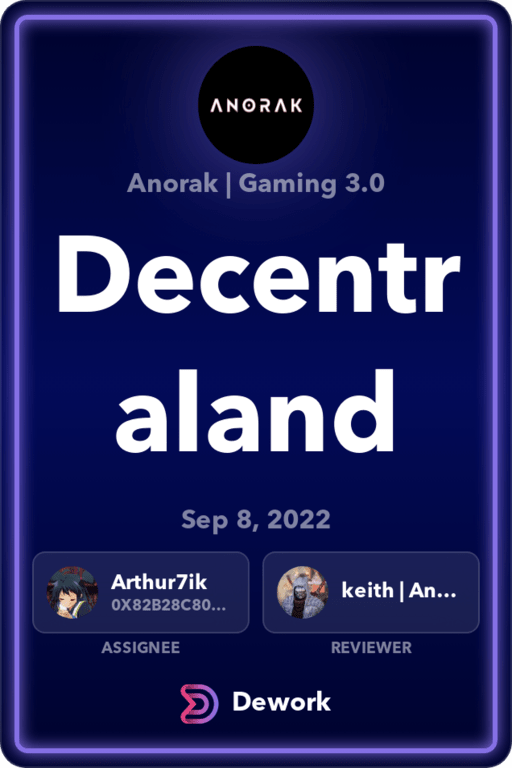 ANORAK
Anorak | Gaming 3.0
Decentr
aland
Sep 8, 2022
Arthur7ik
0X82B28C80...
keith | An...
ASSIGNEE
REVIEWER
Dework